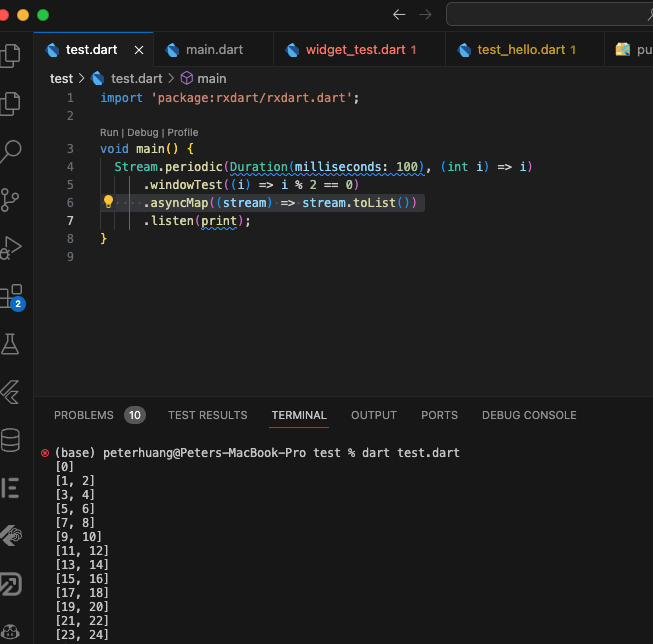 test.dart
main.dart
widget_test.dart 1
test_hello.dart 1
pu
test > test.dart > main
1 import 'package:rxdart/rxdart.dart';
2
Run | Debug | Profile
3 void main() {
4 Stream.periodic(Duration(milliseconds: 100), (int i) => i)
5 .windowTest((i) => i % 2 == 0)
6 .asyncMap((stream) => stream.toList())
7 .listen(print);
8 }
9
2
PROBLEMS 10 TEST RESULTS TERMINAL OUTPUT PORTS DEBUG CONSOLE
(base) peterhuang@Peters-MacBook-Pro test % dart test.dart
[0]
[1, 2]
[3, 4]
[5, 6]
[7, 8]
[9, 10]
[11, 12]
[13, 14]
[15, 16]
[17, 18]
[19, 20]
[21, 22]
[23, 24]